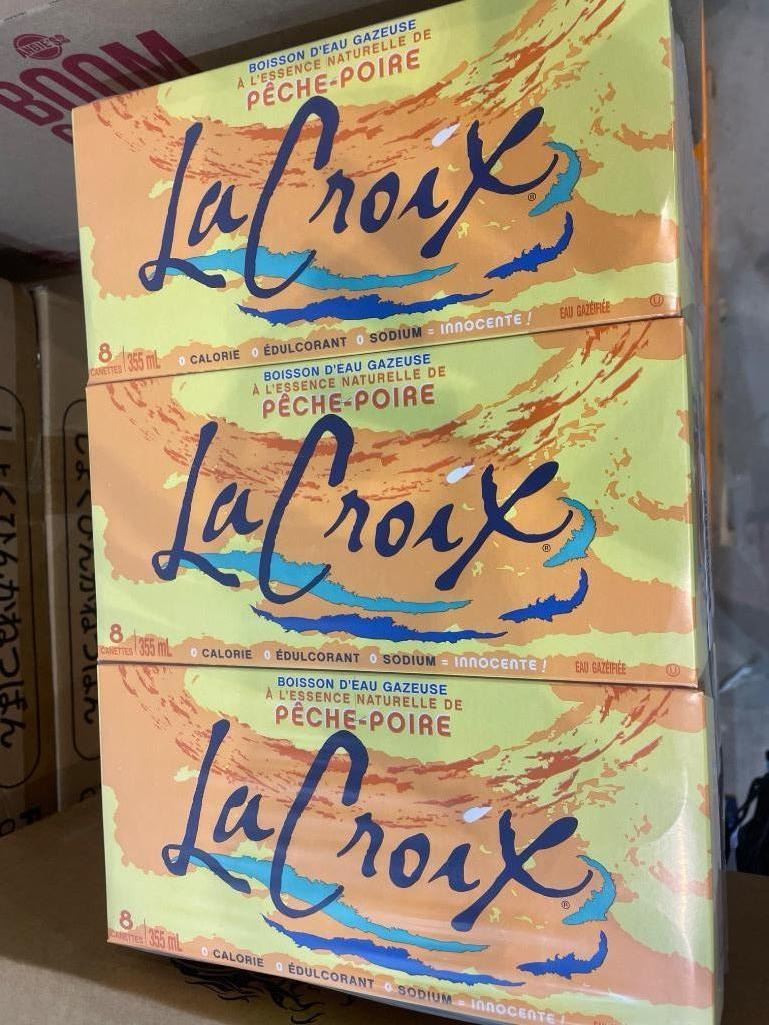 ANDIE'S
BOOM
BOISSON D'EAU GAZEUSE
À L'ESSENCE NATURELLE DE
PÊCHE-POIRE
LaCroix
®
EAU GAZÉIFIÉE
U
8 CANETTES 355 mL
0 CALORIE 0 ÉDULCORANT 0 SODIUM = INNOCENTE !
BOISSON D'EAU GAZEUSE
À L'ESSENCE NATURELLE DE
PÊCHE-POIRE
LaCroix
®
8 CANETTES 355 mL
0 CALORIE 0 ÉDULCORANT 0 SODIUM = INNOCENTE !
EAU GAZÉIFIÉE
U
BOISSON D'EAU GAZEUSE
À L'ESSENCE NATURELLE DE
PÊCHE-POIRE
LaCroix
®
8 CANETTES 355 mL
0 CALORIE 0 ÉDULCORANT 0 SODIUM = INNOCENTE !